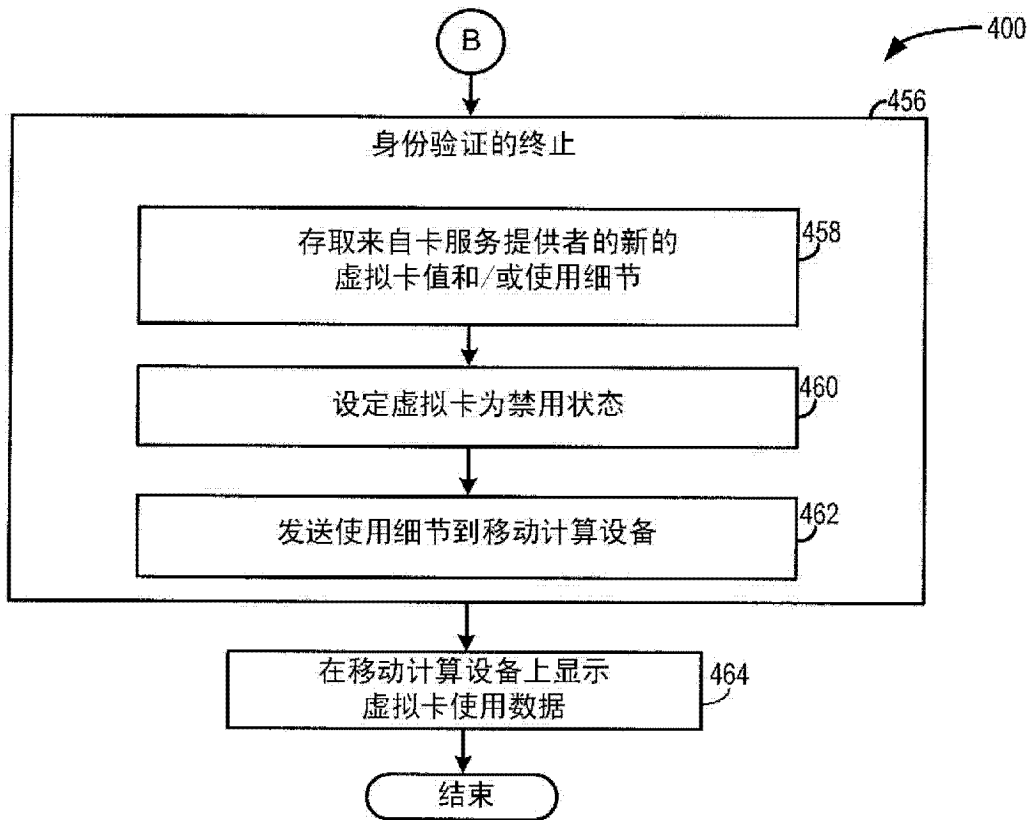 B
400
456
身份验证的终止
存取来自卡服务提供者的新的
虚拟卡值和/或使用细节
458
设定虚拟卡为禁用状态
460
发送使用细节到移动计算设备
462
在移动计算设备上显示
虚拟卡使用数据
464
结束